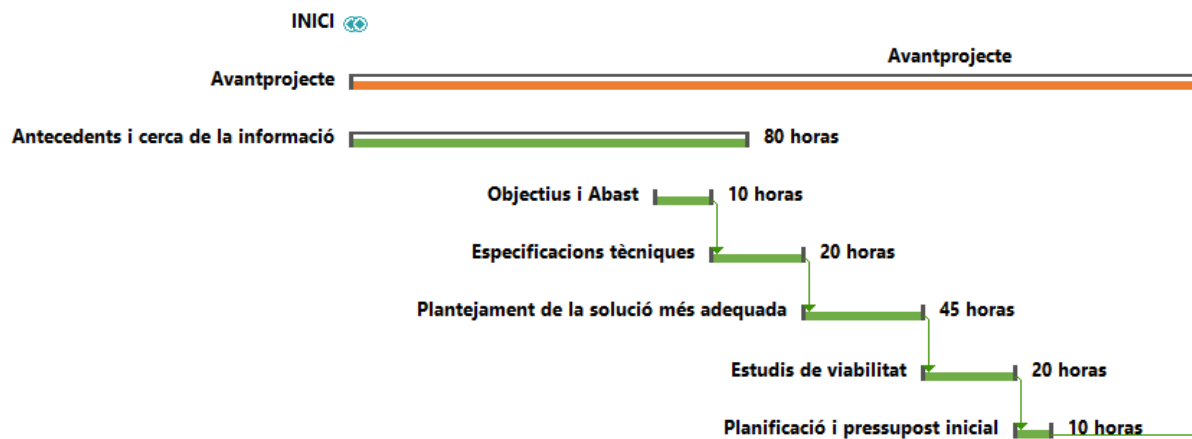 INICI
Avantprojecte
Avantprojecte
Antecedents i cerca de la informació 80 horas
Objectius i Abast 10 horas
Especificacions tècniques 20 horas
Plantejament de la solució més adequada 45 horas
Estudis de viabilitat 20 horas
Planificació i pressupost inicial 10 horas